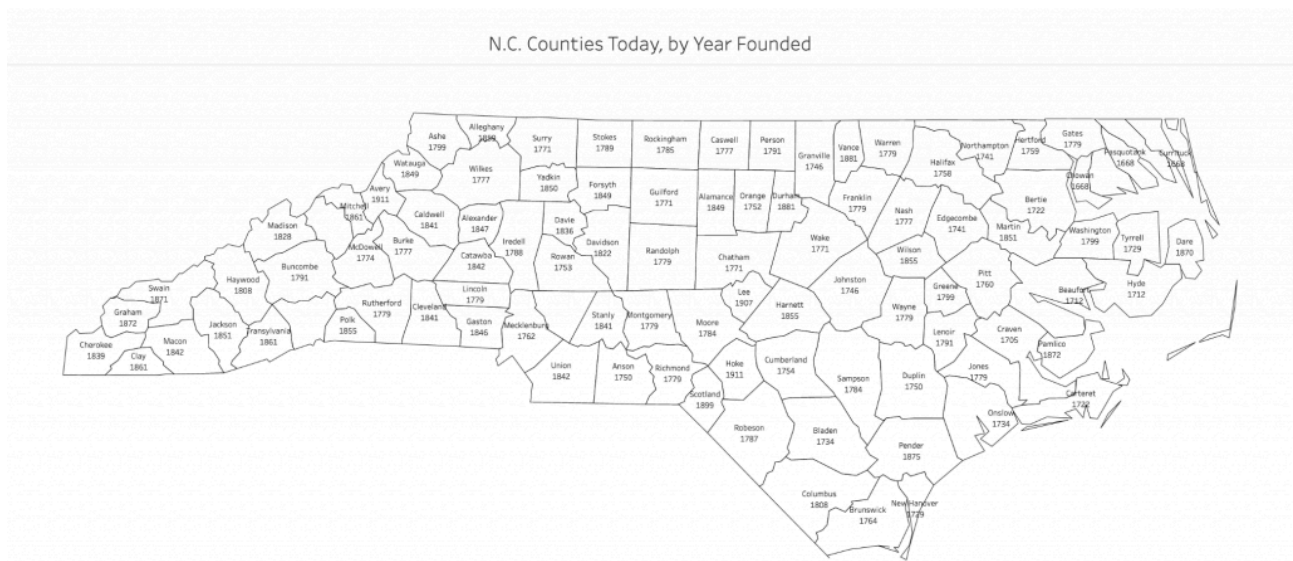 N.C. Counties Today, by Year Founded
Ashe
1799
Alleghany
Surry
1771
Stokes
1789
Rockingham
1785
Caswell
1777
Person
1791
Granville
1746
Vance
1881
Warren
1779
Halifax
1758
Northampton
1741
Hertford
1759
Gates
1779
Pasquotank
1668
Currituck
1668
Chowan
1668
Watauga
1849
Wilkes
1777
Yadkin
1850
Forsyth
1849
Guilford
1771
Alamance
1849
Orange
1752
Durham
1881
Franklin
1779
Nash
1777
Edgecombe
1741
Bertie
1722
Martin
1851
Washington
1799
Tyrrell
1729
Dare
1870
Avery
1911
Mitchell
1861
Caldwell
1841
Alexander
1847
Iredell
1788
Davie
1836
Davidson
1822
Randolph
1779
Chatham
1771
Wake
1771
Wilson
1855
Pitt
1760
Madison
1828
McDowell
1774
Burke
1777
Catawba
1842
Rowan
1753
Johnston
1746
Greene
1799
Beaufort
1712
Hyde
1712
Buncombe
1791
Haywood
1808
Swain
1871
Graham
1872
Lincoln
1779
Lee
1907
Harnett
1855
Wayne
1779
Rutherford
1779
Cleveland
1841
Gaston
1846
Mecklenburg
1762
Stanly
1841
Montgomery
1779
Moore
1784
Lenoir
1791
Craven
1705
Pamlico
1872
Polk
1855
Transylvania
1861
Jackson
1851
Macon
1842
Cherokee
1839
Clay
1861
Union
1842
Anson
1750
Richmond
1779
Hoke
1911
Cumberland
1754
Sampson
1784
Duplin
1750
Jones
1779
Carteret
1722
Scotland
1899
Onslow
1734
Robeson
1787
Bladen
1734
Pender
1875
Columbus
1808
Brunswick
1764
New Hanover
1729